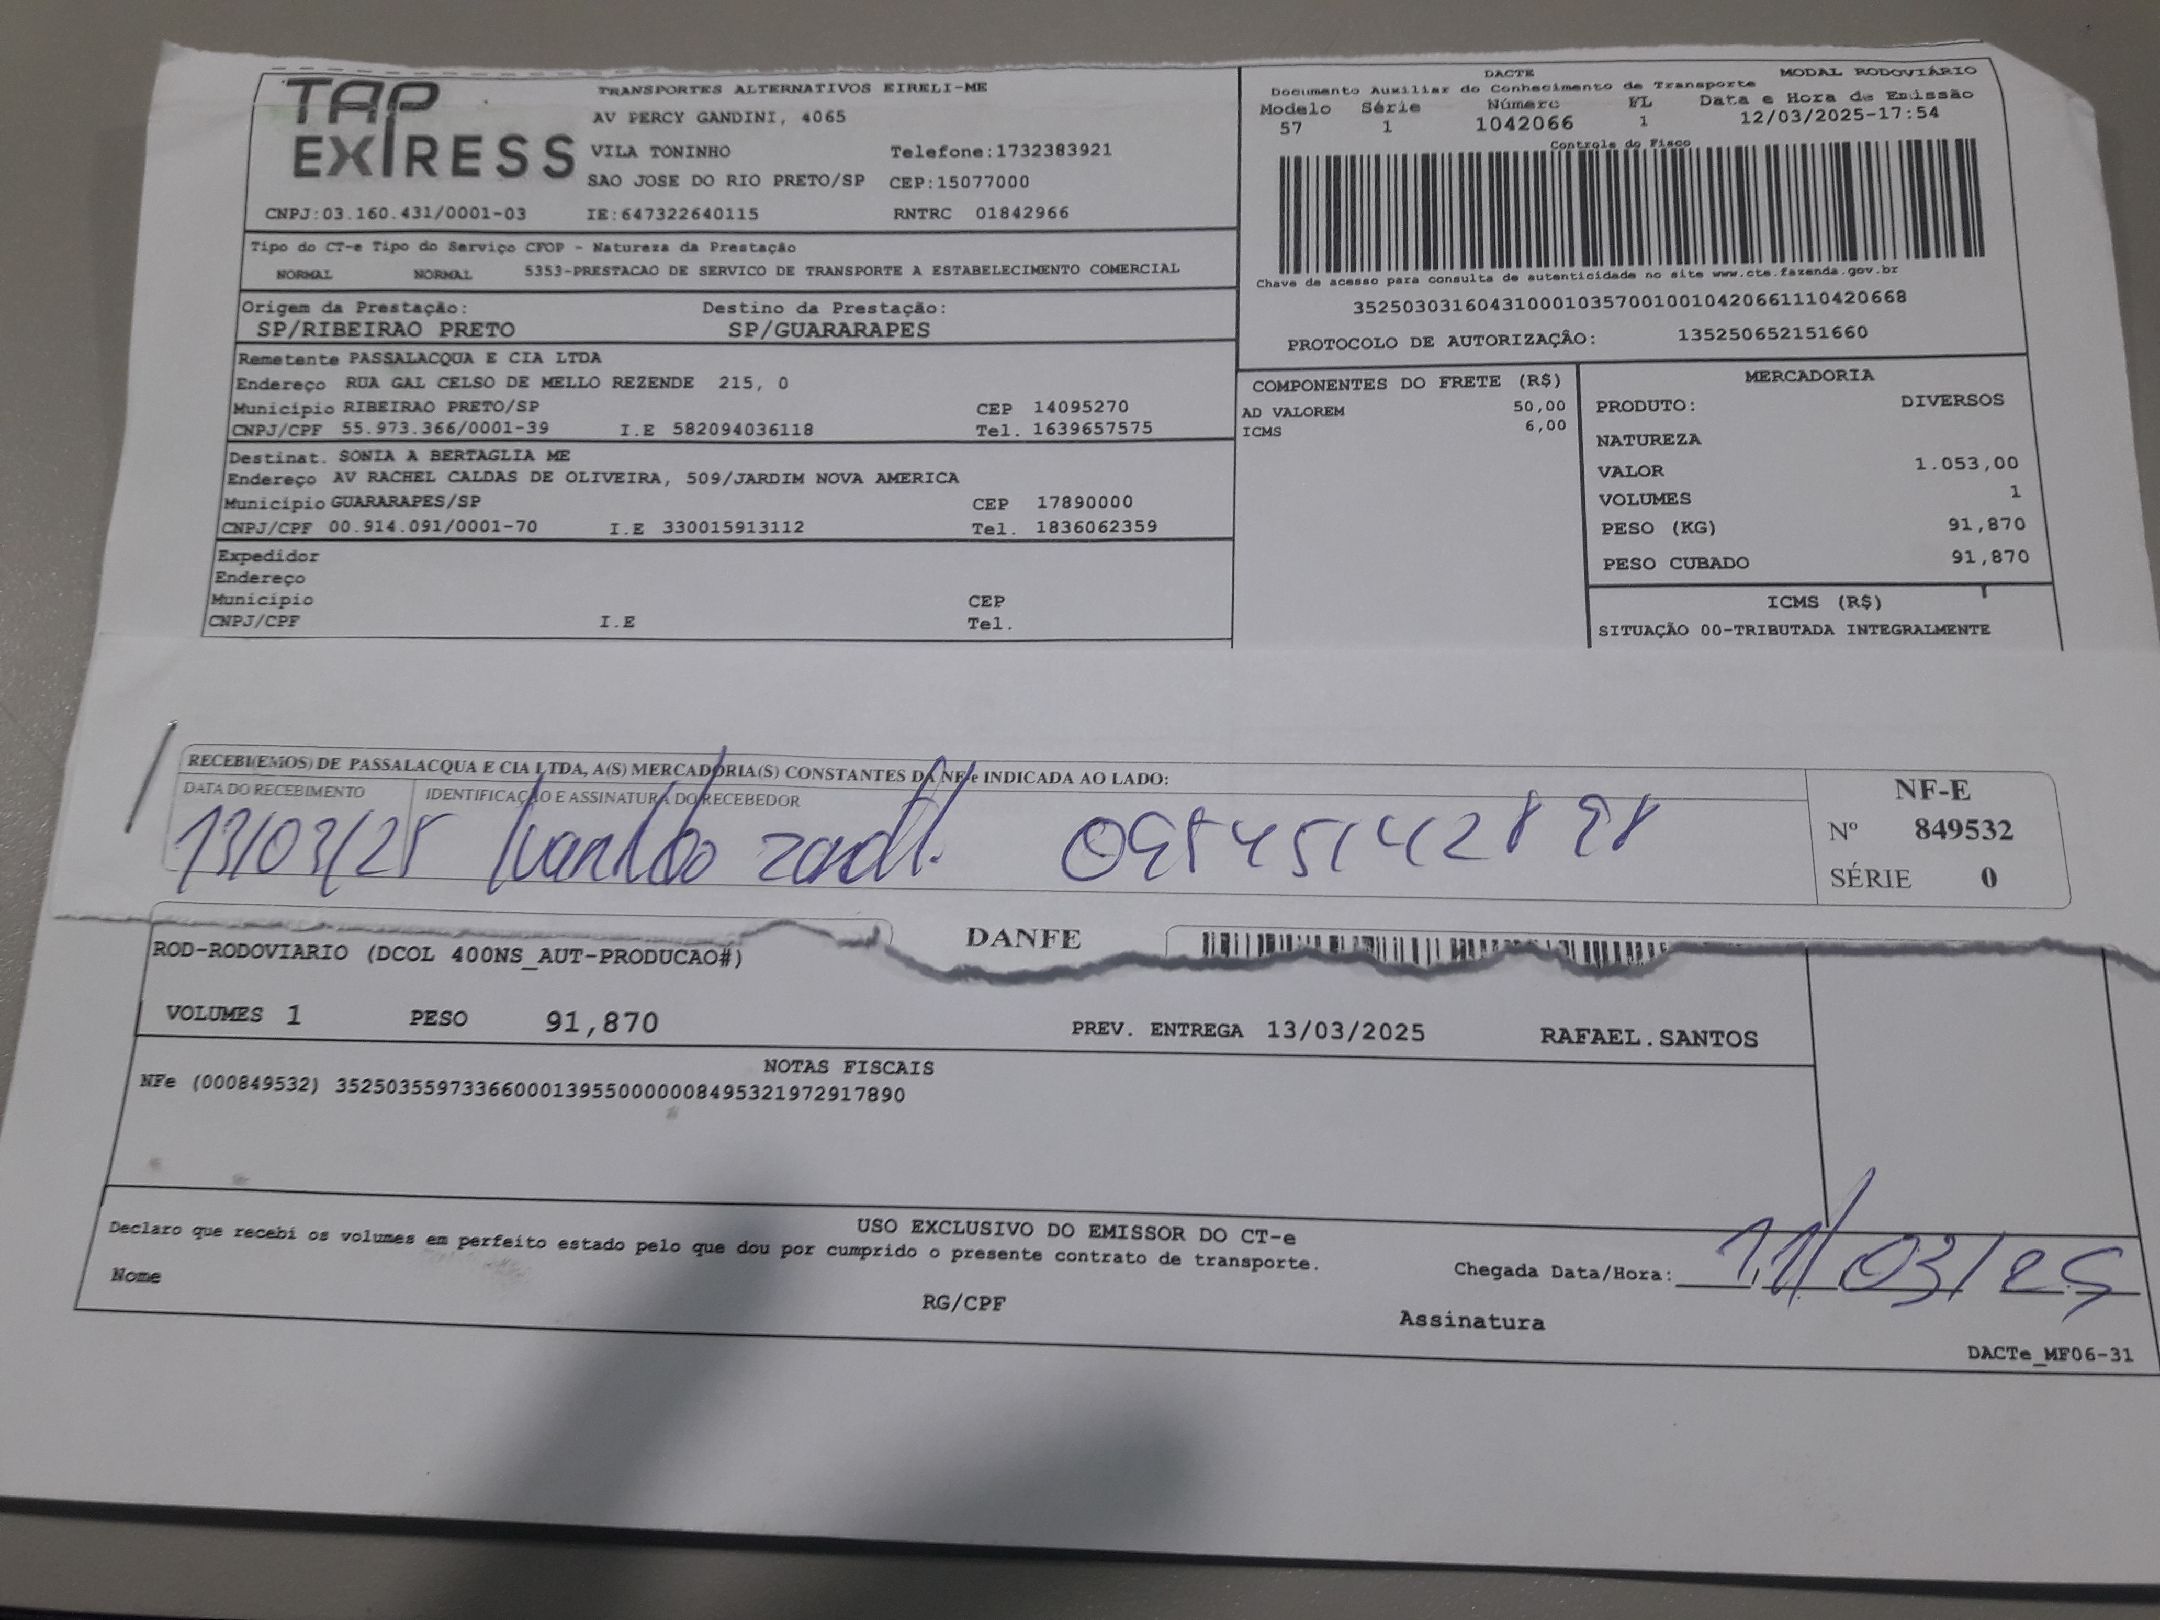 TAP
EXPRESS
TRANSPORTES ALTERNATIVOS EIRELI-ME
AV PERCY GANDINI, 4065
VILA TONINHO Telefone:1732383921
SAO JOSE DO RIO PRETO/SP CEP:15077000
CNPJ:03.160.431/0001-03 IE:647322640115 RNTRC 01842966
Tipo do CT-e Tipo do Serviço CFOP - Natureza da Prestação
NORMAL NORMAL 5353-PRESTACAO DE SERVICO DE TRANSPORTE A ESTABELECIMENTO COMERCIAL
Origem da Prestação: Destino da Prestação:
SP/RIBEIRAO PRETO SP/GUARARAPES
Remetente PASSALACQUA E CIA LTDA
Endereço RUA GAL CELSO DE MELLO REZENDE 215, 0
Município RIBEIRAO PRETO/SP CEP 14095270
CNPJ/CPF 55.973.366/0001-39 I.E 582094036118 Tel. 1639657575
Destinat. SONIA A BERTAGLIA ME
Endereço AV RACHEL CALDAS DE OLIVEIRA, 509/JARDIM NOVA AMERICA
Município GUARARAPES/SP CEP 17890000
CNPJ/CPF 00.914.091/0001-70 I.E 330015913112 Tel. 1836062359
Expedidor
Endereço
Município CEP
CNPJ/CPF I.E Tel.
DACTE MODAL RODOVIÁRIO
Documento Auxiliar do Conhecimento de Transporte
Modelo Série Número FL Data e Hora de Emissão
57 1 1042066 1 12/03/2025-17:54
Controle do Fisco
Chave de acesso para consulta de autenticidade no site www.cte.fazenda.gov.br
35250303160431000103570010010420661110420668
PROTOCOLO DE AUTORIZAÇÃO: 135250652151660
COMPONENTES DO FRETE (R$)
AD VALOREM 50,00
ICMS 6,00
MERCADORIA
PRODUTO: DIVERSOS
NATUREZA
VALOR 1.053,00
VOLUMES 1
PESO (KG) 91,870
PESO CUBADO 91,870
ICMS (R$)
SITUAÇÃO 00-TRIBUTADA INTEGRALMENTE
RECEBI(EMOS) DE PASSALACQUA E CIA LTDA, A(S) MERCADORIA(S) CONSTANTES DA NF-e INDICADA AO LADO:
DATA DO RECEBIMENTO IDENTIFICAÇÃO E ASSINATURA DO RECEBEDOR
13/03/25
NF-E
Nº 849532
SÉRIE 0
DANFE
ROD-RODOVIARIO (DCOL 400NS_AUT-PRODUCAO#)
VOLUMES 1 PESO 91,870 PREV. ENTREGA 13/03/2025 RAFAEL.SANTOS
NOTAS FISCAIS
NFe (000849532) 35250355973366000139550000008495321972917890
USO EXCLUSIVO DO EMISSOR DO CT-e
Declaro que recebi os volumes em perfeito estado pelo que dou por cumprido o presente contrato de transporte.
Nome RG/CPF Assinatura
Chegada Data/Hora: 11/03/25
DACTe_MF06-31